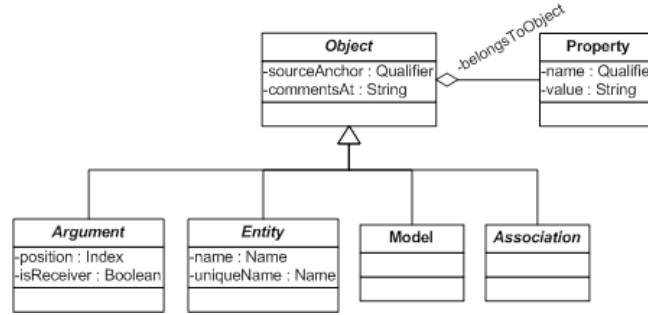 Object
-sourceAnchor : Qualifier
-commentsAt : String
-belongsToObject
Property
-name : Qualifie
-value : String
Argument
-position : Index
-isReceiver : Boolean
Entity
-name : Name
-uniqueName : Name
Model
Association